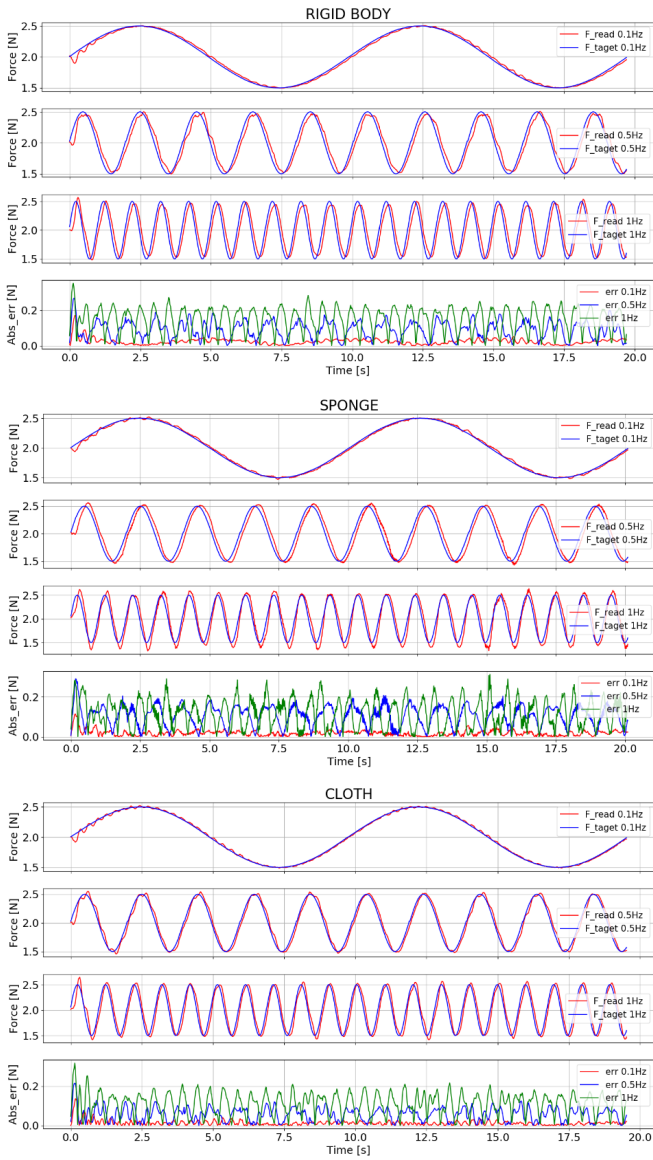 RIGID BODY
Force [N]
2.5
2.0
1.5
F_read 0.1Hz
F_taget 0.1Hz
Force [N]
2.5
2.0
1.5
F_read 0.5Hz
F_taget 0.5Hz
Force [N]
2.5
2.0
1.5
F_read 1Hz
F_taget 1Hz
Abs_err [N]
0.2
0.0
err 0.1Hz
err 0.5Hz
err 1Hz
0.0 2.5 5.0 7.5 10.0 12.5 15.0 17.5 20.0
Time [s]
SPONGE
Force [N]
2.5
2.0
1.5
F_read 0.1Hz
F_taget 0.1Hz
Force [N]
2.5
2.0
1.5
F_read 0.5Hz
F_taget 0.5Hz
Force [N]
2.5
2.0
1.5
F_read 1Hz
F_taget 1Hz
Abs_err [N]
0.2
0.0
err 0.1Hz
err 0.5Hz
err 1Hz
0.0 2.5 5.0 7.5 10.0 12.5 15.0 17.5 20.0
Time [s]
CLOTH
Force [N]
2.5
2.0
1.5
F_read 0.1Hz
F_taget 0.1Hz
Force [N]
2.5
2.0
1.5
F_read 0.5Hz
F_taget 0.5Hz
Force [N]
2.5
2.0
1.5
F_read 1Hz
F_taget 1Hz
Abs_err [N]
0.2
0.0
err 0.1Hz
err 0.5Hz
err 1Hz
0.0 2.5 5.0 7.5 10.0 12.5 15.0 17.5 20.0
Time [s]